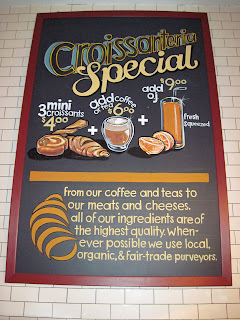 Croissanteria
Special
3 mini
croissants
$4.00
+
add coffee
or tea
$6.00
+
add
OJ
$9.00
fresh
squeezed
from our coffee and teas to
our meats and cheeses,
all of our ingredients are of
the highest quality. When-
ever possible we use local,
organic, & fair-trade purveyors.